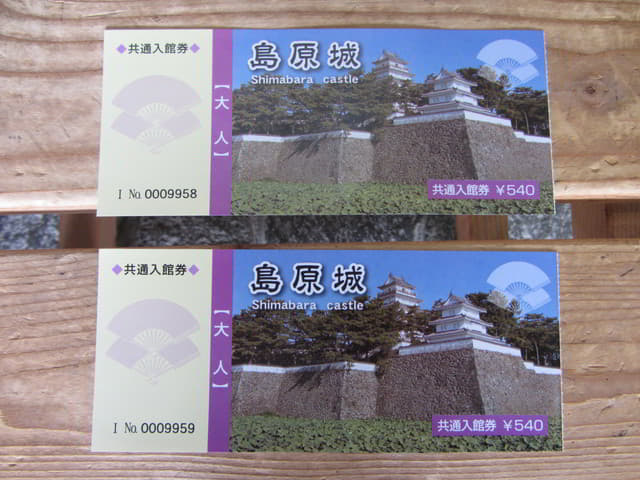 ◆共通入館券◆
【大人】
I No. 0009958
島原城
Shimabara castle
共通入館券 ¥540
◆共通入館券◆
【大人】
I No. 0009959
島原城
Shimabara castle
共通入館券 ¥540